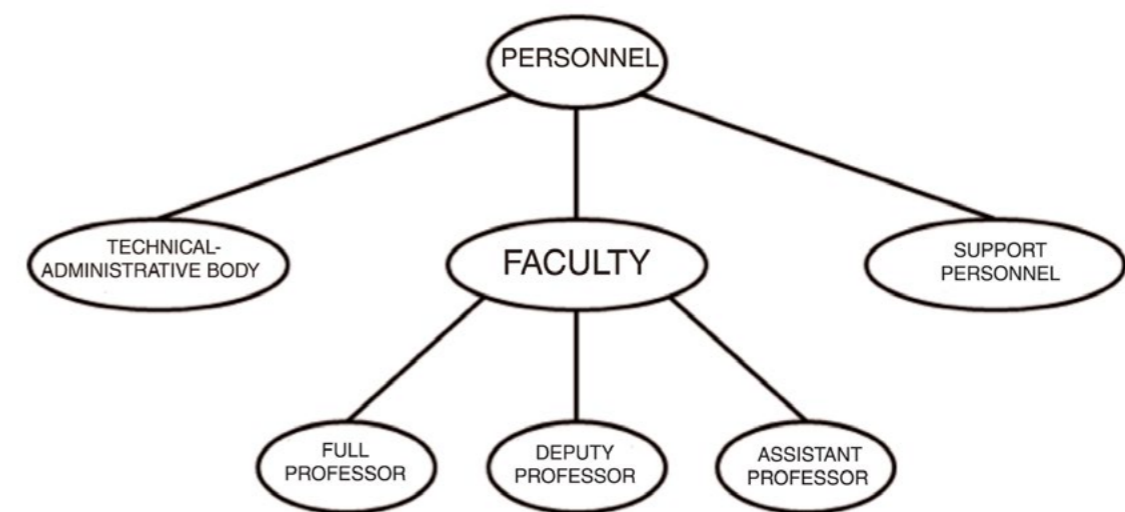 PERSONNEL
TECHNICAL-
ADMINISTRATIVE BODY
FACULTY
SUPPORT
PERSONNEL
FULL
PROFESSOR
DEPUTY
PROFESSOR
ASSISTANT
PROFESSOR